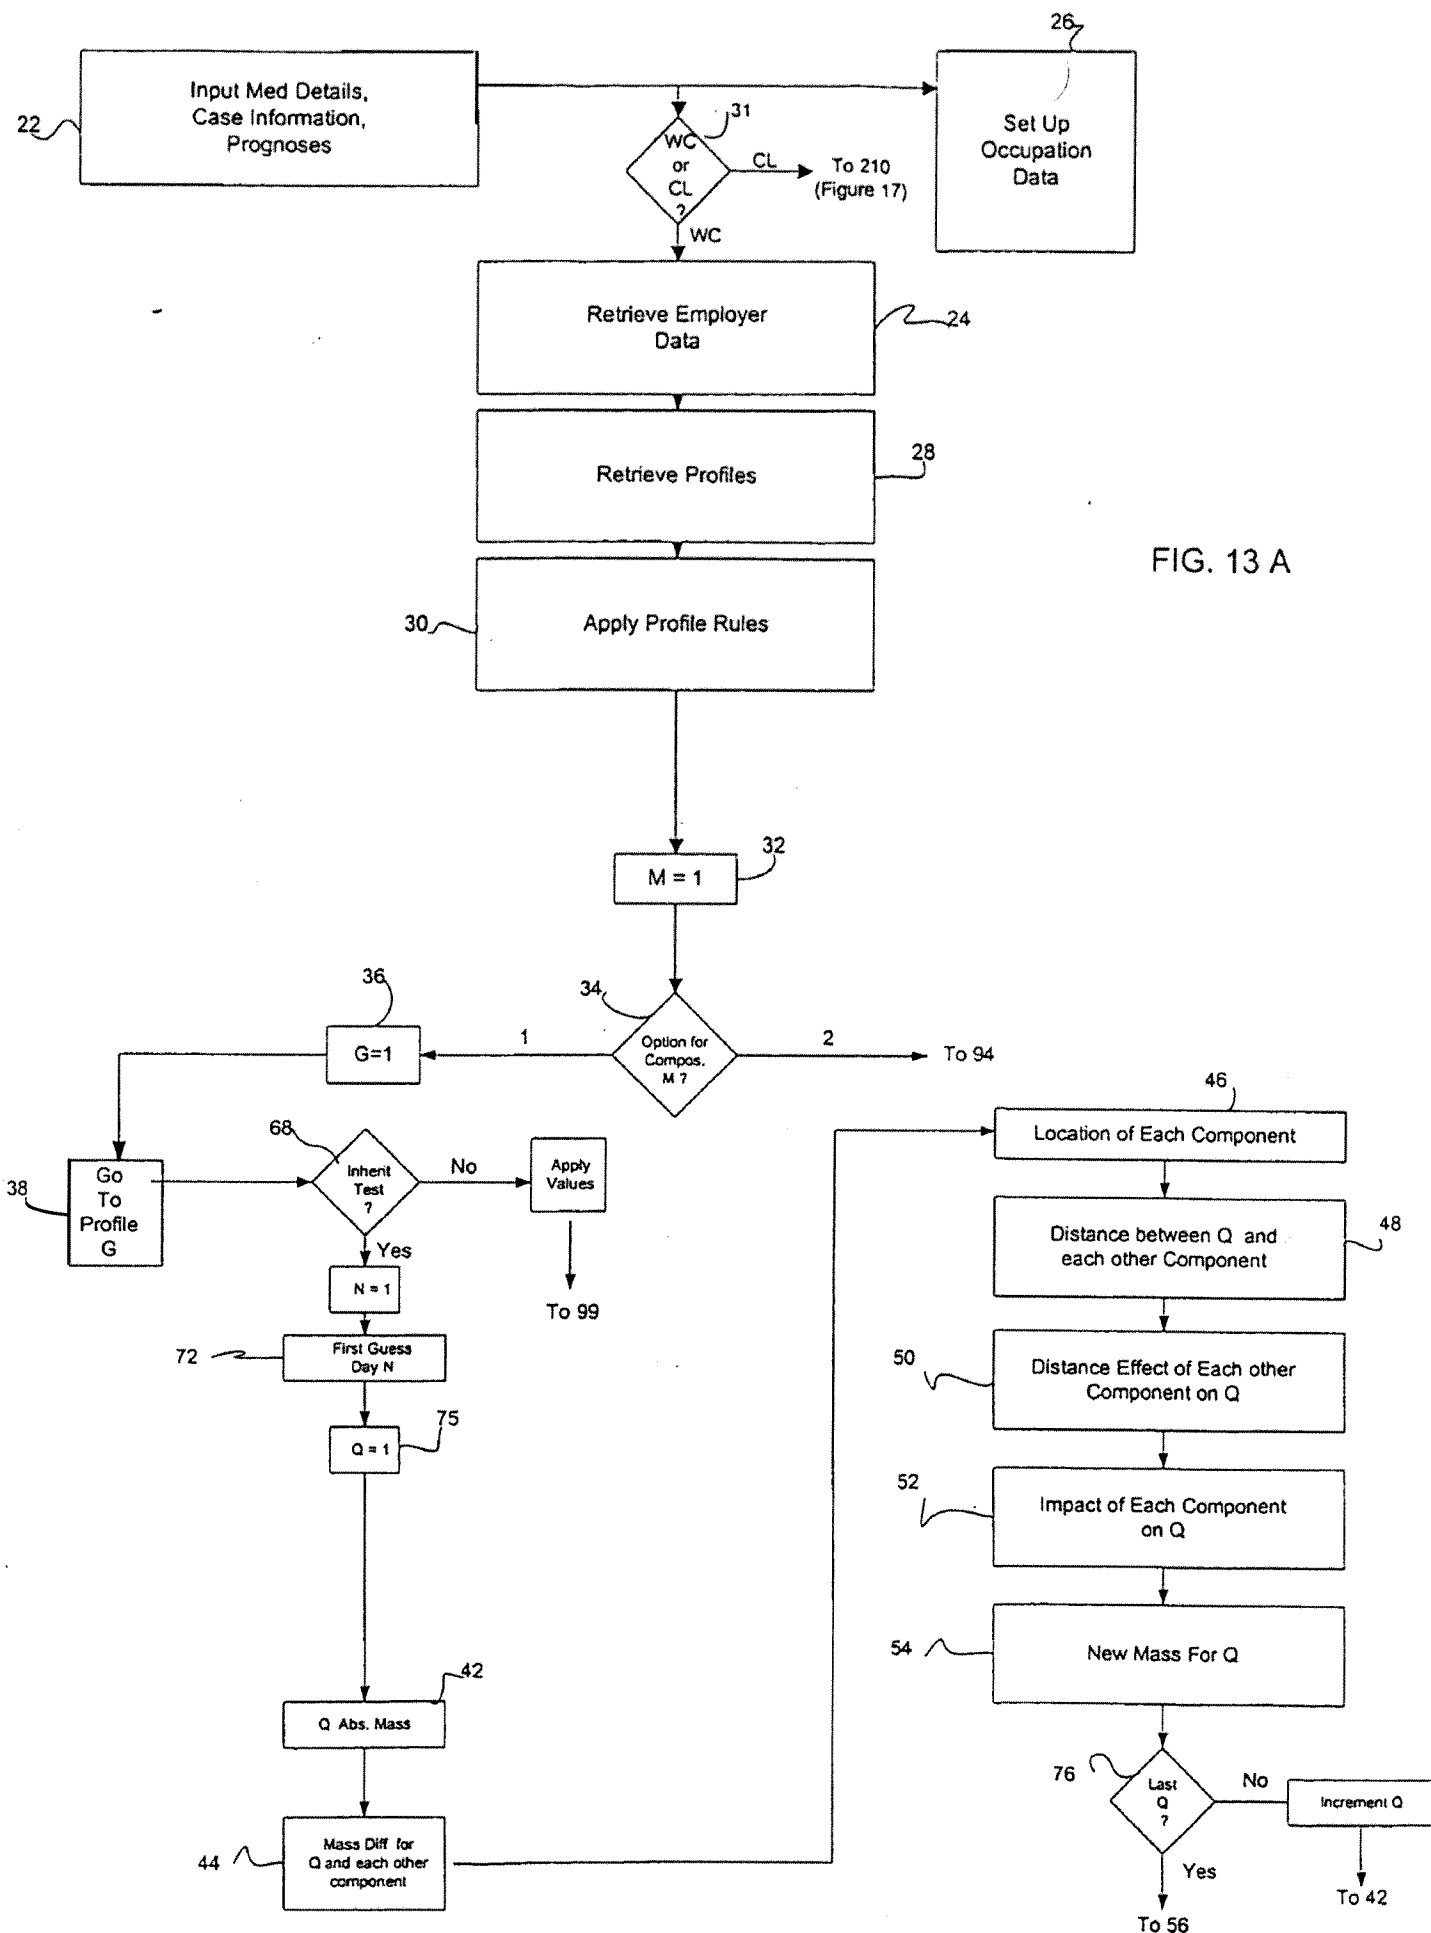 26
Input Med Details,
Case Information,
Prognoses
22
31
WC
or
CL
?
CL
To 210
(Figure 17)
WC
Set Up
Occupation
Data
Retrieve Employer
Data
24
Retrieve Profiles
28
FIG. 13 A
Apply Profile Rules
30
M = 1
32
36
G=1
1
34
Option for
Compos.
M ?
2
To 94
38
Go
To
Profile
G
68
Inherit
Test
?
No
Apply
Values
To 99
Yes
N = 1
72
First Guess
Day N
75
Q = 1
42
Q Abs. Mass
44
Mass Diff for
Q and each other
component
46
Location of Each Component
48
Distance between Q and
each other Component
50
Distance Effect of Each other
Component on Q
52
Impact of Each Component
on Q
54
New Mass For Q
76
Last
Q
?
No
Increment Q
To 42
Yes
To 56